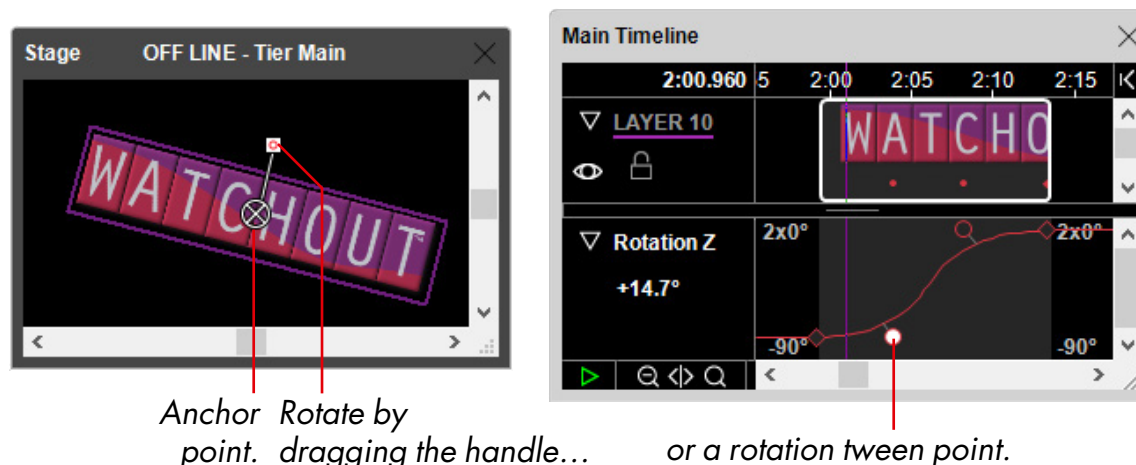 Stage OFF LINE - Tier Main
WATCHOUT™
Main Timeline
2:00.960 5 2:00 2:05 2:10 2:15
LAYER 10
WATCHO
Rotation Z 2x0° 2x0°
+14.7°
-90° -90°
Anchor Rotate by
point. dragging the handle… or a rotation tween point.